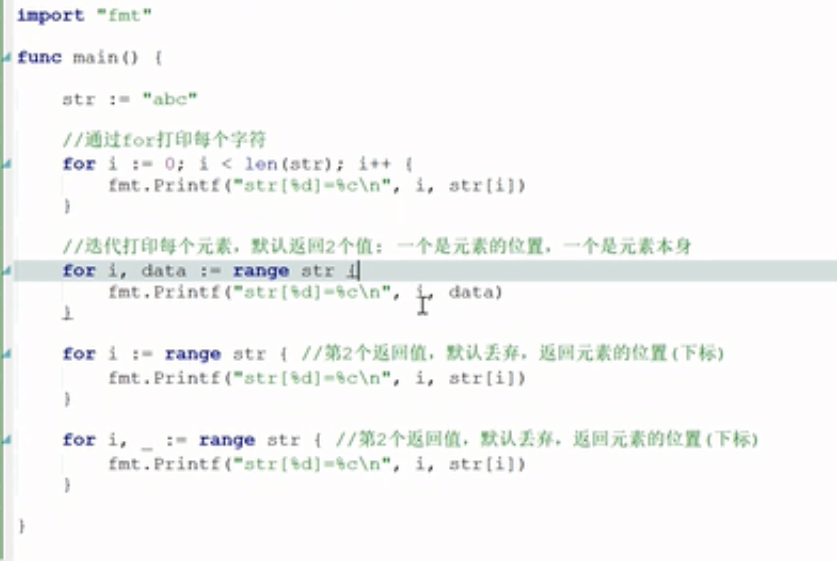 import "fmt"
func main() {
str := "abc"
//通过for打印每个字符
for i := 0; i < len(str); i++ {
fmt.Printf("str[%d]=%c\n", i, str[i])
}
//迭代打印每个元素，默认返回2个值: 一个是元素的位置，一个是元素本身
for i, data := range str {
fmt.Printf("str[%d]=%c\n", i, data)
}
for i := range str { //第2个返回值，默认丢弃，返回元素的位置(下标)
fmt.Printf("str[%d]=%c\n", i, str[i])
}
for i, _ := range str { //第2个返回值，默认丢弃，返回元素的位置(下标)
fmt.Printf("str[%d]=%c\n", i, str[i])
}
}